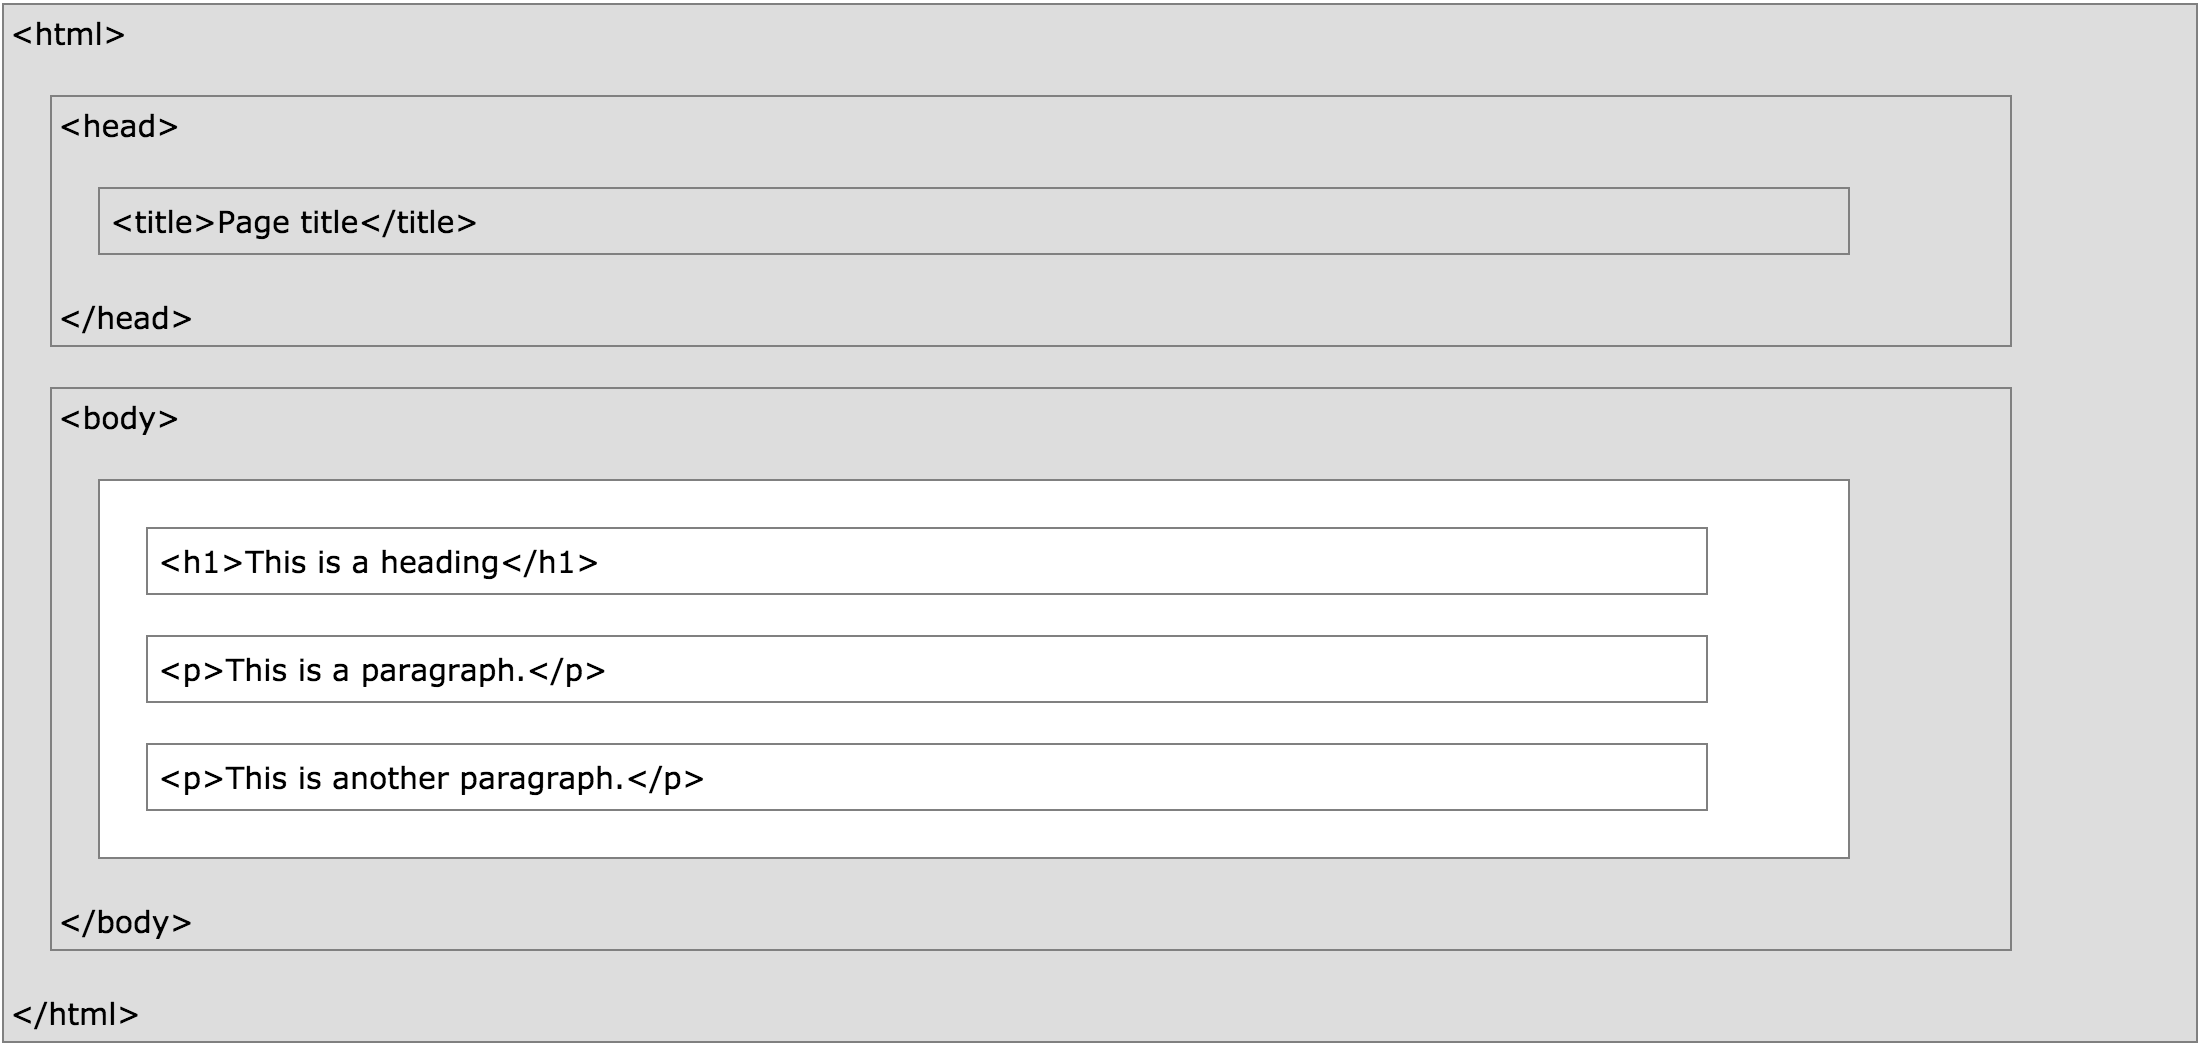 <html>
<head>
<title>Page title</title>
</head>
<body>
<h1>This is a heading</h1>
<p>This is a paragraph.</p>
<p>This is another paragraph.</p>
</body>
</html>